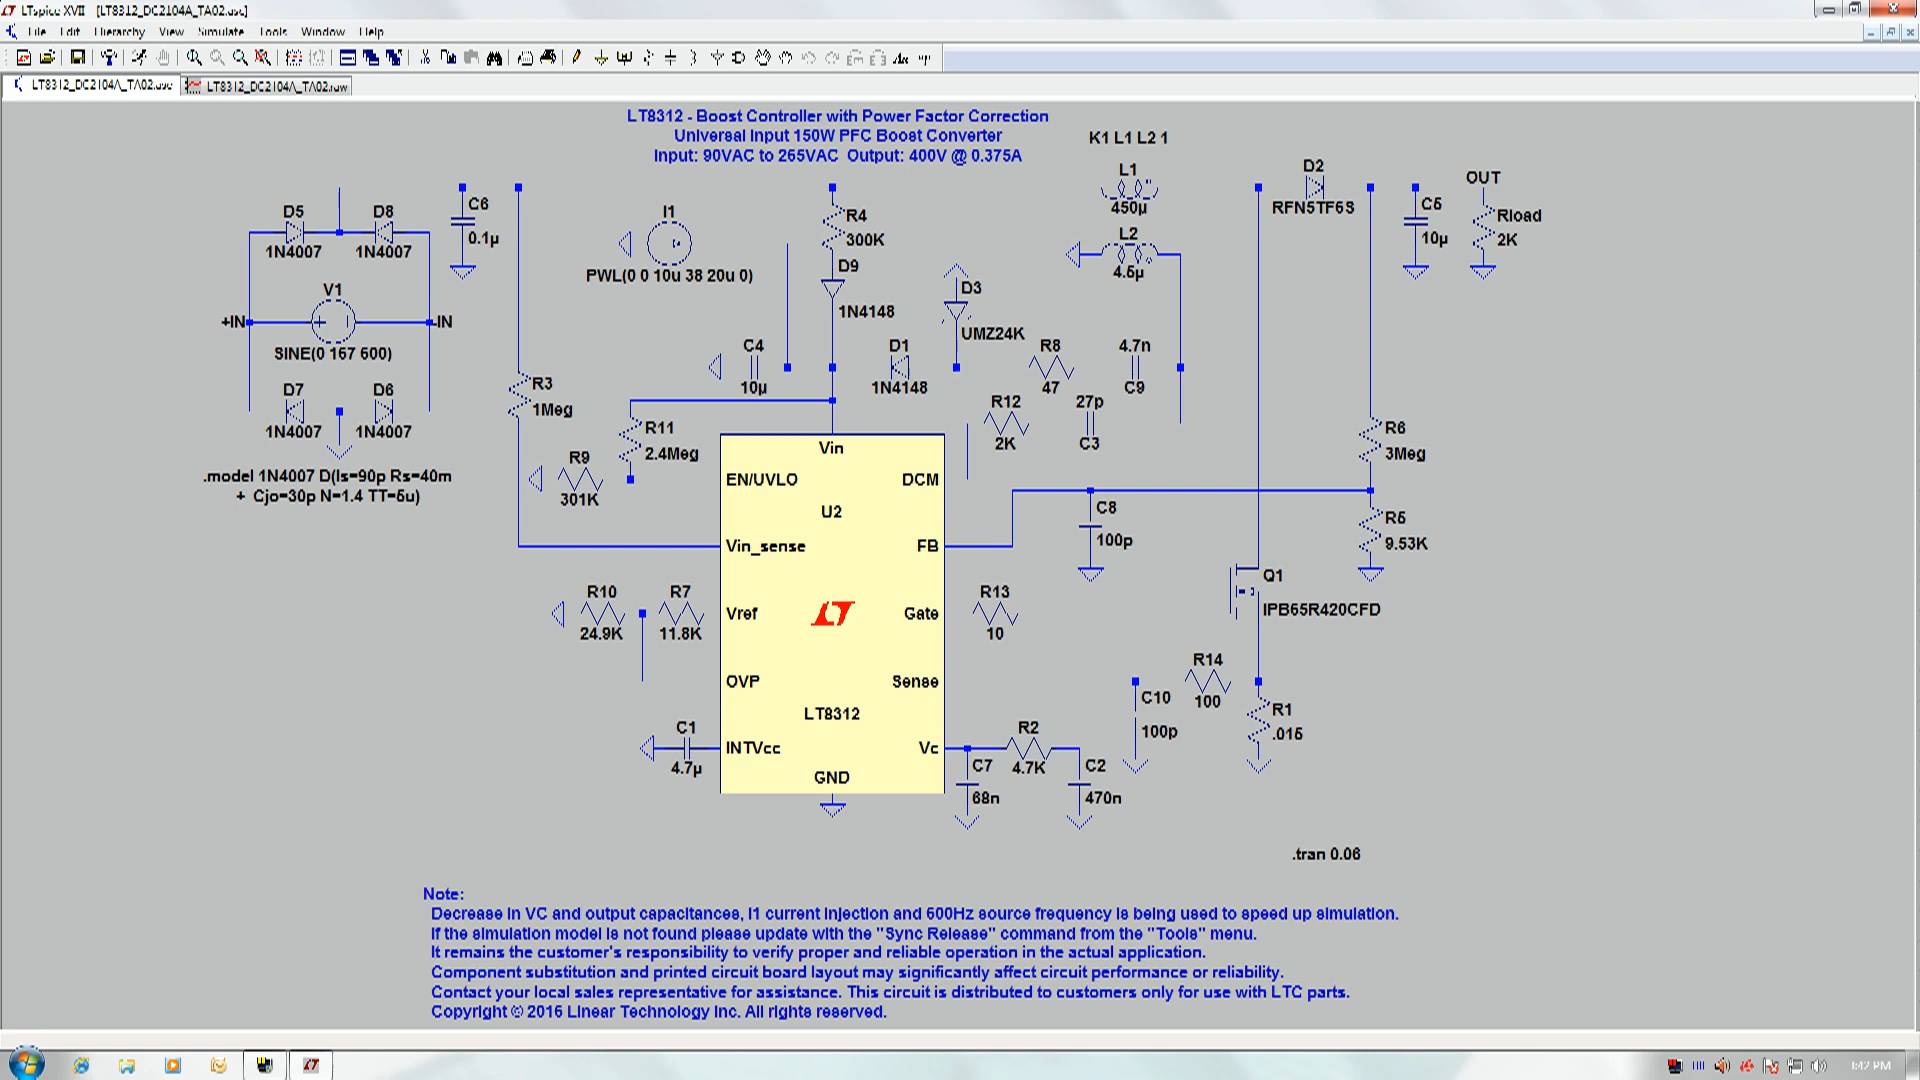 LTspice XVII - [LT8312_DC2104A_TA02.asc]
File Edit Hierarchy View Simulate Tools Window Help
LT8312_DC2104A_TA02.asc
LT8312_DC2104A_TA02.raw
LT8312 - Boost Controller with Power Factor Correction
Universal Input 150W PFC Boost Converter
Input: 90VAC to 265VAC Output: 400V @ 0.375A
K1 L1 L2 1
D5
1N4007
D8
1N4007
V1
+IN
-IN
SINE(0 167 600)
D7
1N4007
D6
1N4007
.model 1N4007 D(Is=90p Rs=40m
+ Cjo=30p N=1.4 TT=5u)
C6
0.1µ
I1
PWL(0 0 10u 38 20u 0)
R4
300K
D9
1N4148
D3
UMZ24K
L1
450µ
L2
4.5µ
D2
RFN5TF6S
C5
10µ
OUT
Rload
2K
R3
1Meg
C4
10µ
D1
1N4148
R8
47
4.7n
C9
R12
2K
27p
C3
R11
2.4Meg
R9
301K
R6
3Meg
R5
9.53K
C8
100p
Vin
EN/UVLO
DCM
U2
Vin_sense
FB
Vref
LT
Gate
OVP
Sense
LT8312
INTVcc
Vc
GND
R10
24.9K
R7
11.8K
R13
10
Q1
IPB65R420CFD
R14
100
C10
100p
R1
.015
C1
4.7µ
R2
4.7K
C7
68n
C2
470n
.tran 0.06
Note:
Decrease in VC and output capacitances, I1 current injection and 600Hz source frequency is being used to speed up simulation.
If the simulation model is not found please update with the "Sync Release" command from the "Tools" menu.
It remains the customer's responsibility to verify proper and reliable operation in the actual application.
Component substitution and printed circuit board layout may significantly affect circuit performance or reliability.
Contact your local sales representative for assistance. This circuit is distributed to customers only for use with LTC parts.
Copyright © 2016 Linear Technology Inc. All rights reserved.